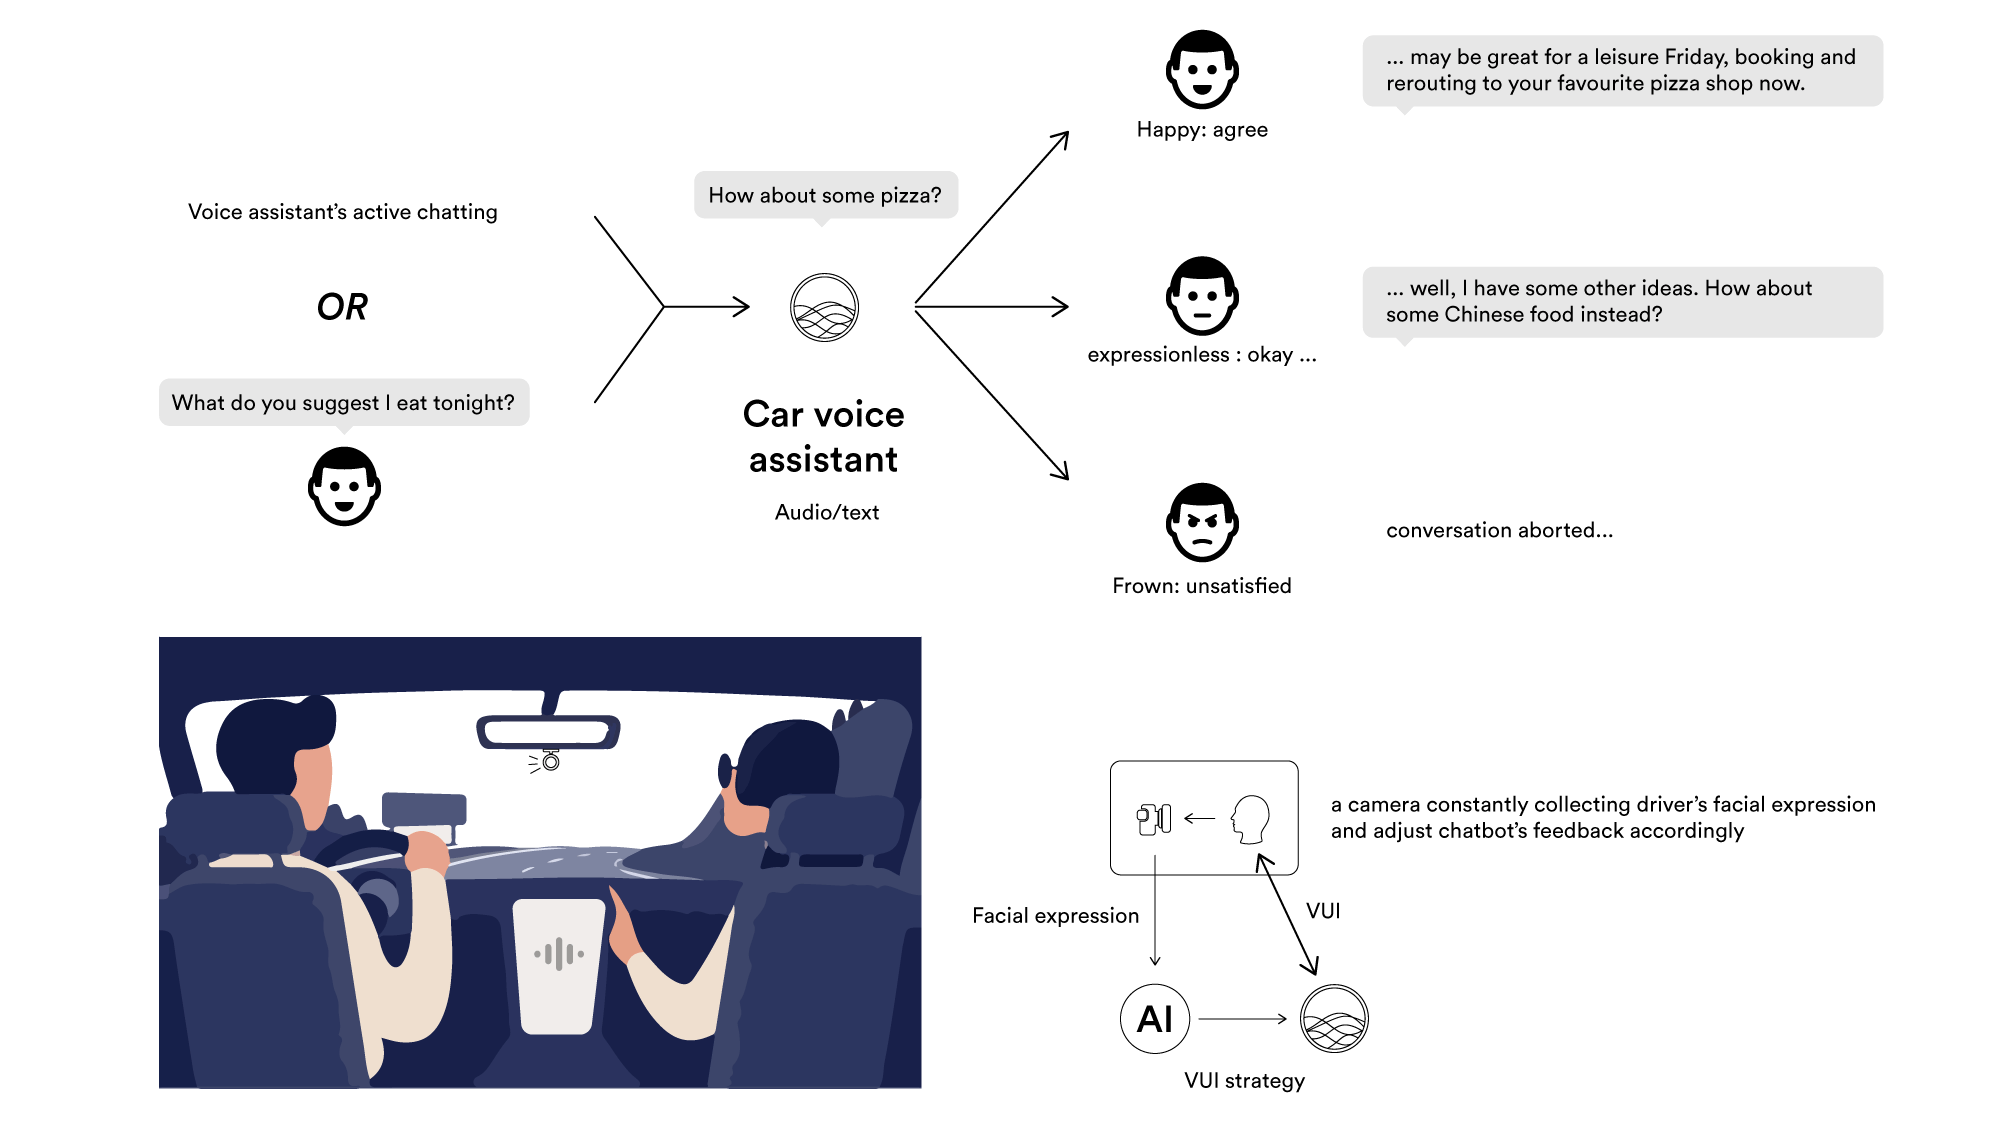 Voice assistant’s active chatting
OR
What do you suggest I eat tonight?
How about some pizza?
Car voice
assistant
Audio/text
Happy: agree
... may be great for a leisure Friday, booking and
rerouting to your favourite pizza shop now.
expressionless : okay ...
... well, I have some other ideas. How about
some Chinese food instead?
Frown: unsatisfied
conversation aborted...
a camera constantly collecting driver’s facial expression
and adjust chatbot’s feedback accordingly
Facial expression
VUI
AI
VUI strategy